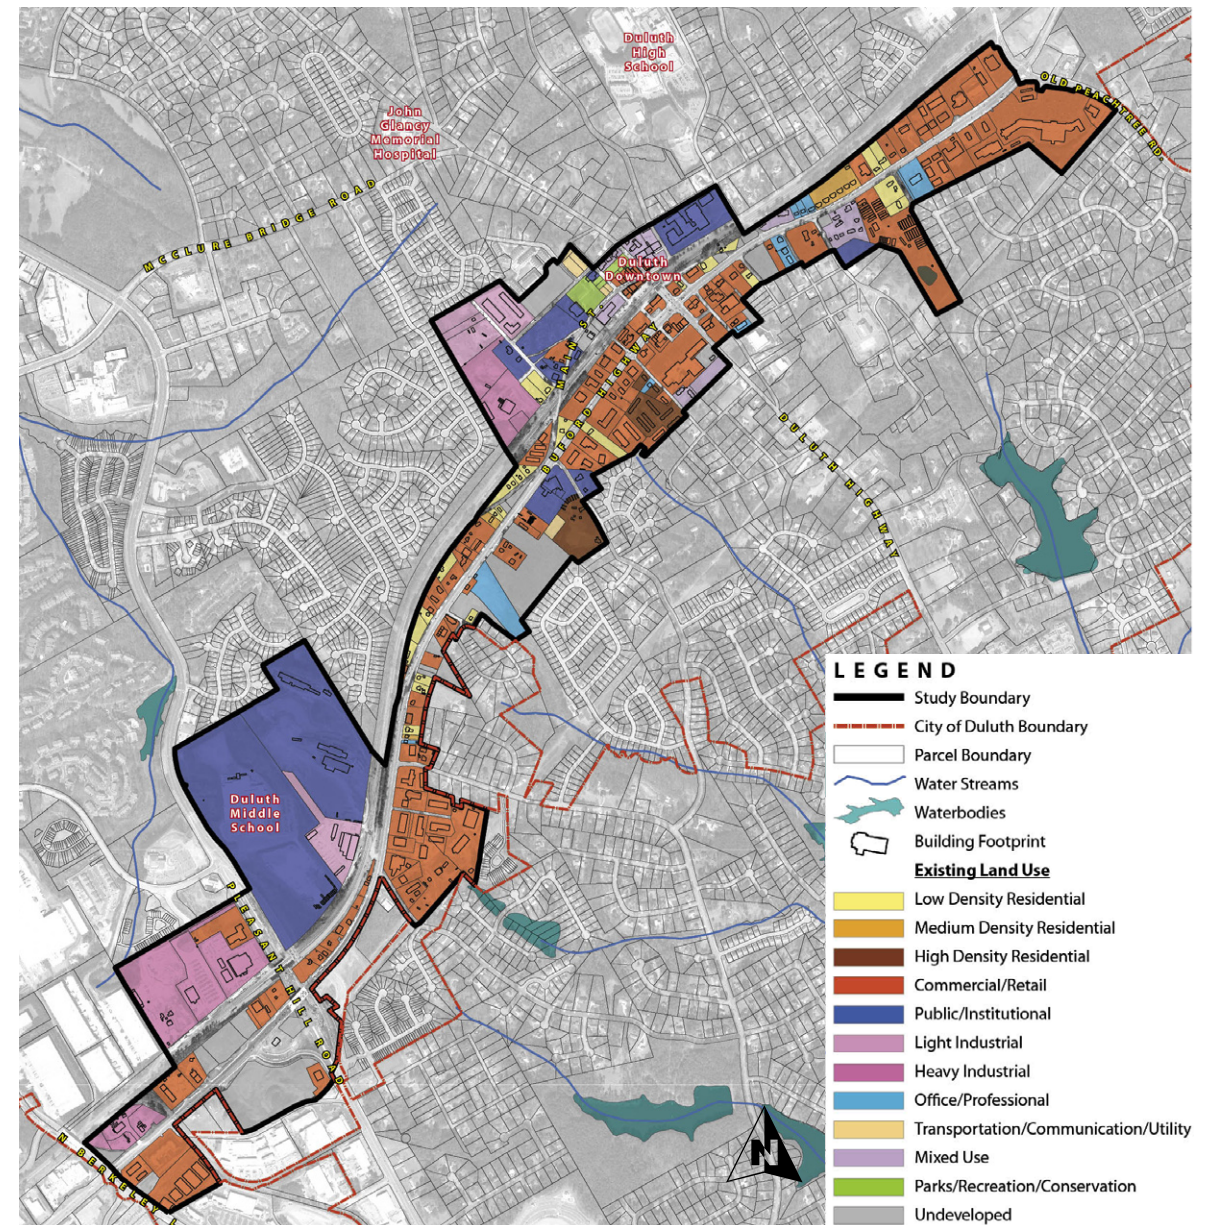 Duluth
High
School
OLD PEACHTREE RD
John
Glancy
Memorial
Hospital
MCCLURE BRIDGE ROAD
Duluth
Downtown
MAIN ST
BUFORD HIGHWAY
DULUTH HIGHWAY
Duluth
Middle
School
PLEASANT HILL ROAD
N BERKELEY L
N
LEGEND
Study Boundary
City of Duluth Boundary
Parcel Boundary
Water Streams
Waterbodies
Building Footprint
Existing Land Use
Low Density Residential
Medium Density Residential
High Density Residential
Commercial/Retail
Public/Institutional
Light Industrial
Heavy Industrial
Office/Professional
Transportation/Communication/Utility
Mixed Use
Parks/Recreation/Conservation
Undeveloped